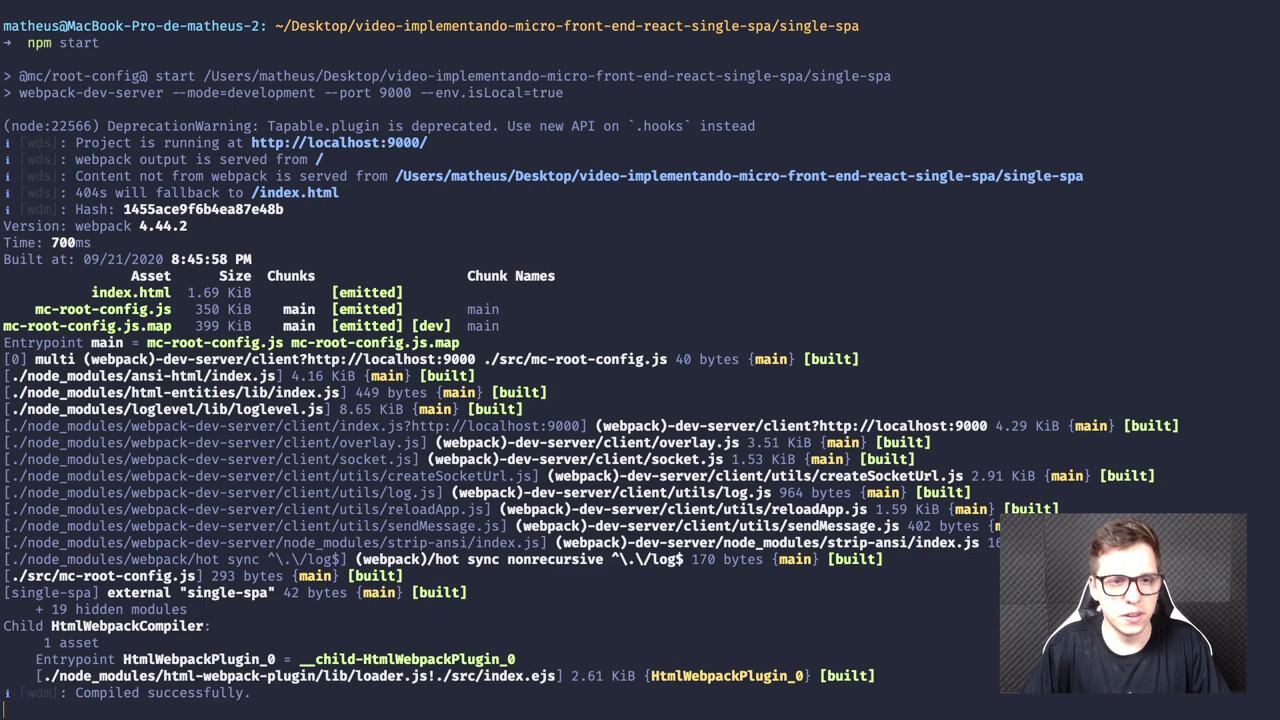 matheus@MacBook-Pro-de-matheus-2: ~/Desktop/video-implementando-micro-front-end-react-single-spa/single-spa
→ npm start
> @mc/root-config@ start /Users/matheus/Desktop/video-implementando-micro-front-end-react-single-spa/single-spa
> webpack-dev-server --mode=development --port 9000 --env.isLocal=true
(node:22566) DeprecationWarning: Tapable.plugin is deprecated. Use new API on `.hooks` instead
ℹ ｢wds｣: Project is running at http://localhost:9000/
ℹ ｢wds｣: webpack output is served from /
ℹ ｢wds｣: Content not from webpack is served from /Users/matheus/Desktop/video-implementando-micro-front-end-react-single-spa/single-spa
ℹ ｢wds｣: 404s will fallback to /index.html
ℹ ｢wdm｣: Hash: 1455ace9f6b4ea87e48b
Version: webpack 4.44.2
Time: 700ms
Built at: 09/21/2020 8:45:58 PM
Asset Size Chunks Chunk Names
index.html 1.69 KiB [emitted]
mc-root-config.js 350 KiB main [emitted] main
mc-root-config.js.map 399 KiB main [emitted] [dev] main
Entrypoint main = mc-root-config.js mc-root-config.js.map
[0] multi (webpack)-dev-server/client?http://localhost:9000 ./src/mc-root-config.js 40 bytes {main} [built]
[./node_modules/ansi-html/index.js] 4.16 KiB {main} [built]
[./node_modules/html-entities/lib/index.js] 449 bytes {main} [built]
[./node_modules/loglevel/lib/loglevel.js] 8.65 KiB {main} [built]
[./node_modules/webpack-dev-server/client/index.js?http://localhost:9000] (webpack)-dev-server/client?http://localhost:9000 4.29 KiB {main} [built]
[./node_modules/webpack-dev-server/client/overlay.js] (webpack)-dev-server/client/overlay.js 3.51 KiB {main} [built]
[./node_modules/webpack-dev-server/client/socket.js] (webpack)-dev-server/client/socket.js 1.53 KiB {main} [built]
[./node_modules/webpack-dev-server/client/utils/createSocketUrl.js] (webpack)-dev-server/client/utils/createSocketUrl.js 2.91 KiB {main} [built]
[./node_modules/webpack-dev-server/client/utils/log.js] (webpack)-dev-server/client/utils/log.js 964 bytes {main} [built]
[./node_modules/webpack-dev-server/client/utils/reloadApp.js] (webpack)-dev-server/client/utils/reloadApp.js 1.59 KiB {main} [built]
[./node_modules/webpack-dev-server/client/utils/sendMessage.js] (webpack)-dev-server/client/utils/sendMessage.js 402 bytes
[./node_modules/webpack-dev-server/node_modules/strip-ansi/index.js] (webpack)-dev-server/node_modules/strip-ansi/index.js
[./node_modules/webpack/hot sync ^\.\/log$] (webpack)/hot sync nonrecursive ^\.\/log$ 170 bytes {main} [built]
[./src/mc-root-config.js] 293 bytes {main} [built]
[single-spa] external "single-spa" 42 bytes {main} [built]
+ 19 hidden modules
Child HtmlWebpackCompiler:
1 asset
Entrypoint HtmlWebpackPlugin_0 = __child-HtmlWebpackPlugin_0
[./node_modules/html-webpack-plugin/lib/loader.js!./src/index.ejs] 2.61 KiB {HtmlWebpackPlugin_0} [built]
ℹ ｢wdm｣: Compiled successfully.